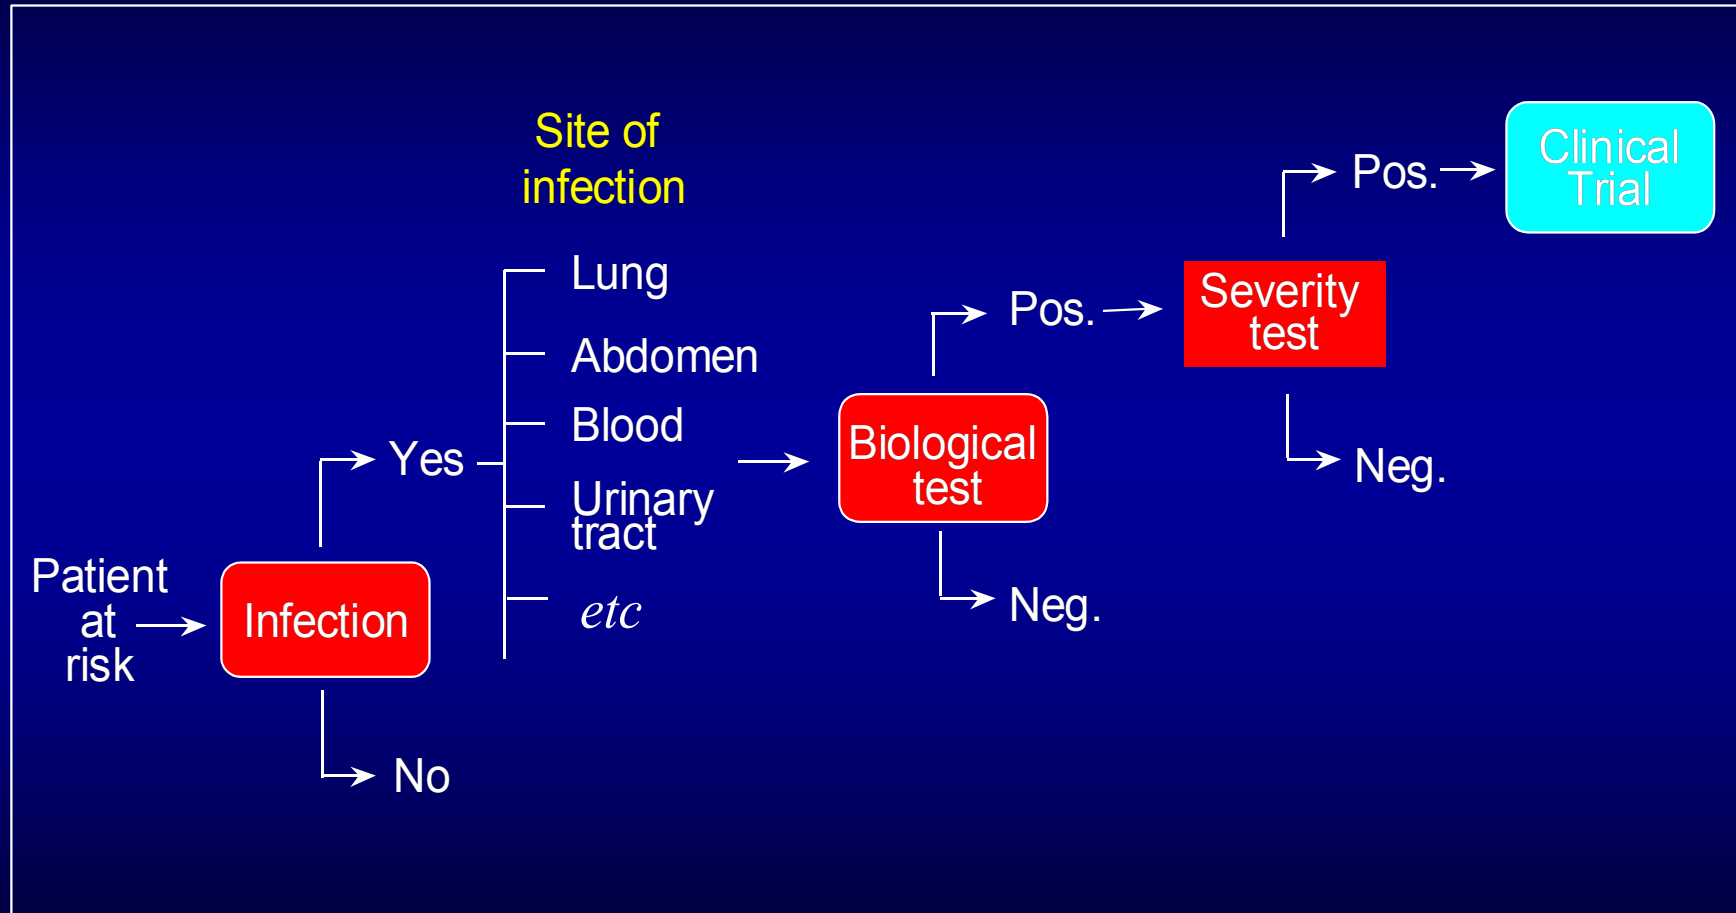 Patient
at
risk
Infection
Yes
No
Site of
infection
Lung
Abdomen
Blood
Urinary
tract
etc
Biological
test
Pos.
Neg.
Severity
test
Pos.
Neg.
Clinical
Trial